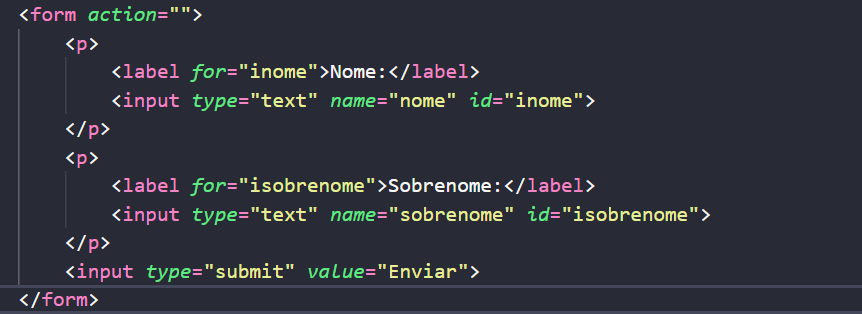 <form action="">
<p>
<label for="inome">Nome:</label>
<input type="text" name="nome" id="inome">
</p>
<p>
<label for="isobrenome">Sobrenome:</label>
<input type="text" name="sobrenome" id="isobrenome">
</p>
<input type="submit" value="Enviar">
</form>